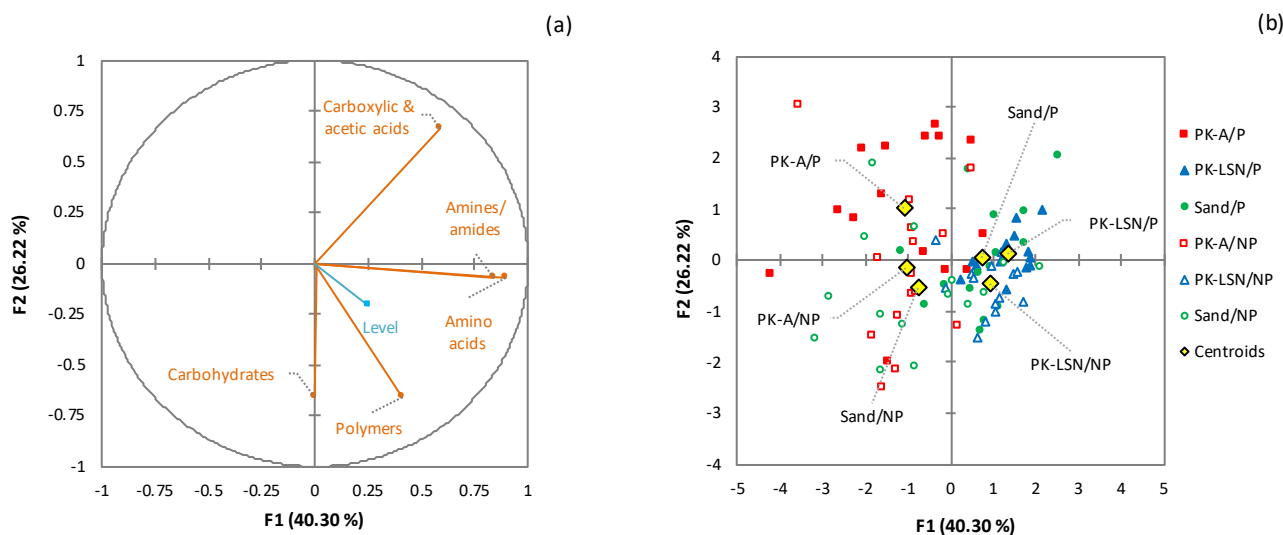 (a)
1
0.75
0.5
0.25
0
-0.25
-0.5
-0.75
-1
-1
-0.75
-0.5
-0.25
0
0.25
0.5
0.75
1
F2 (26.22 %)
F1 (40.30 %)
Carboxylic &
acetic acids
Amines/
amides
Level
Amino
acids
Carbohydrates
Polymers
(b)
4
3
2
1
0
-1
-2
-3
-4
-5
-4
-3
-2
-1
0
1
2
3
4
5
F2 (26.22 %)
F1 (40.30 %)
Sand/P
PK-A/P
PK-LSN/P
PK-A/NP
PK-LSN/NP
Sand/NP
PK-A/P
PK-LSN/P
Sand/P
PK-A/NP
PK-LSN/NP
Sand/NP
Centroids